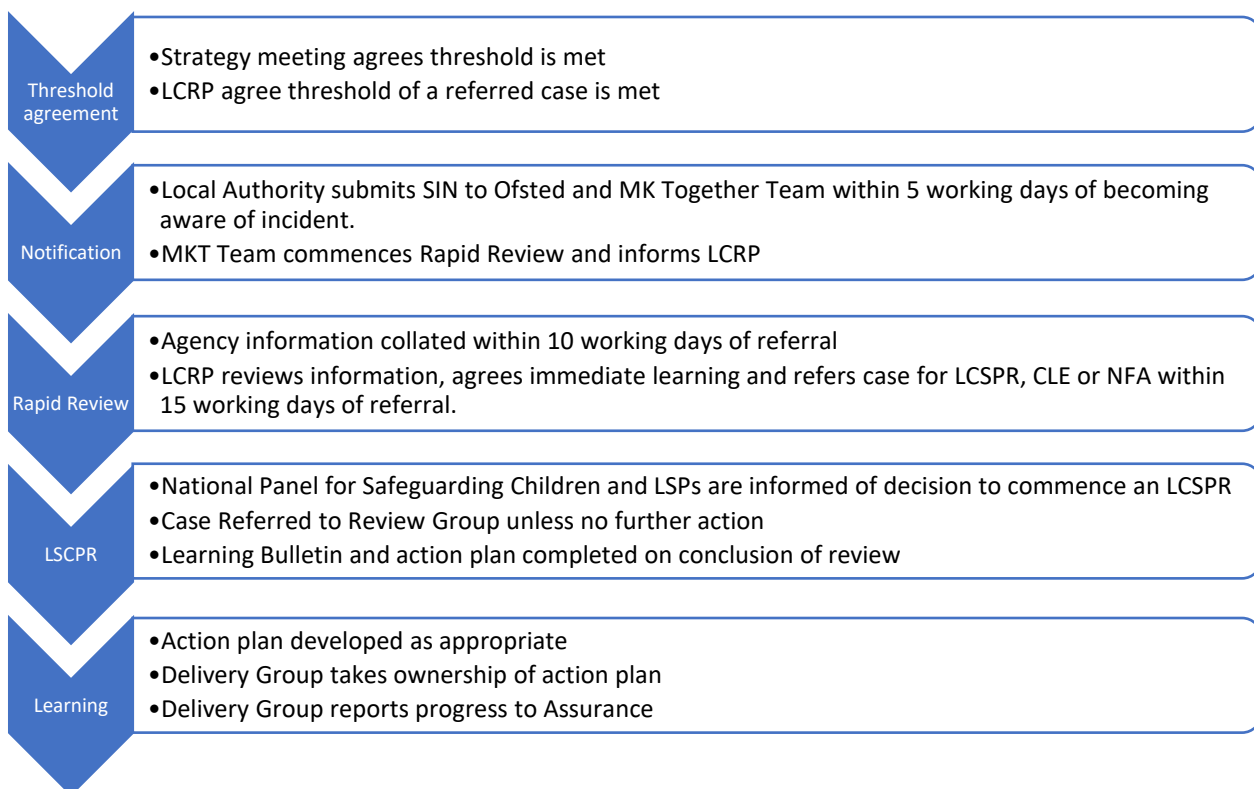 Threshold
agreement
•Strategy meeting agrees threshold is met
•LCRP agree threshold of a referred case is met
Notification
•Local Authority submits SIN to Ofsted and MK Together Team within 5 working days of becoming
aware of incident.
•MKT Team commences Rapid Review and informs LCRP
Rapid Review
•Agency information collated within 10 working days of referral
•LCRP reviews information, agrees immediate learning and refers case for LCSPR, CLE or NFA within
15 working days of referral.
LSCPR
•National Panel for Safeguarding Children and LSPs are informed of decision to commence an LCSPR
•Case Referred to Review Group unless no further action
•Learning Bulletin and action plan completed on conclusion of review
Learning
•Action plan developed as appropriate
•Delivery Group takes ownership of action plan
•Delivery Group reports progress to Assurance